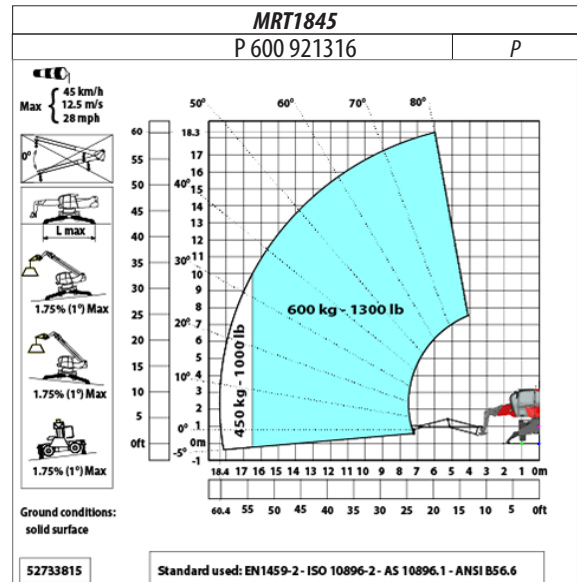 MRT1845
P 600 921316
P
Max
45 km/h
12.5 m/s
28 mph
0°
L max
1.75% (1°) Max
1.75% (1°) Max
1.75% (1°) Max
Ground conditions:
solid surface
52733815
50°
60°
70°
80°
40°
30°
20°
10°
0°
-5°
60
55
50
45
40
35
30
25
20
15
10
5
0ft
18.3
17
16
15
14
13
12
11
10
9
8
7
6
5
4
3
2
.1
0m
-1
600 kg - 1300 lb
450 kg - 1000 lb
18.4 17 16 15 14 13 12 11 10 9 8 7 6 5 4 3 2 1 0m
60.4 55 50 45 40 35 30 25 20 15 10 5 0ft
Standard used: EN1459-2 - ISO 10896-2 - AS 10896.1 - ANSI B56.6